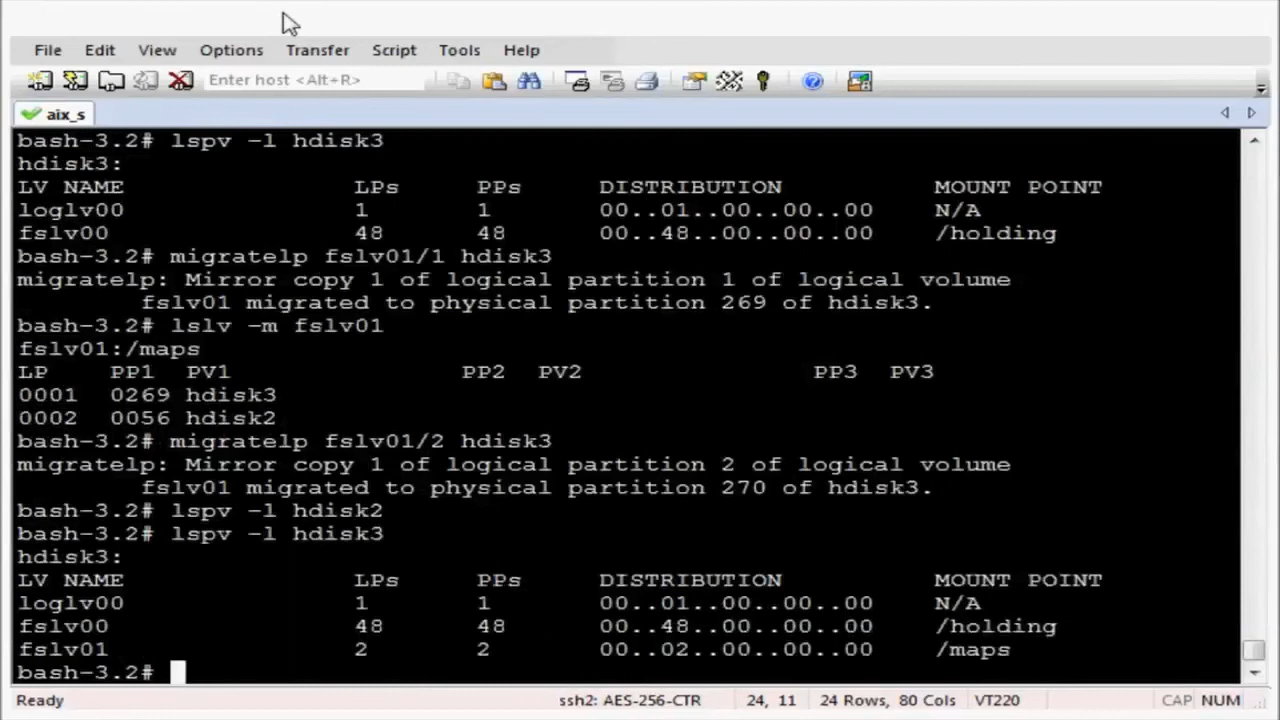 File Edit View Options Transfer Script Tools Help
Enter host <Alt+R>
aix_s
bash-3.2# lspv -l hdisk3
hdisk3:
LV NAME LPs PPs DISTRIBUTION MOUNT POINT
loglv00 1 1 00..01..00..00..00 N/A
fslv00 48 48 00..48..00..00..00 /holding
bash-3.2# migratelp fslv01/1 hdisk3
migratelp: Mirror copy 1 of logical partition 1 of logical volume
fslv01 migrated to physical partition 269 of hdisk3.
bash-3.2# lslv -m fslv01
fslv01:/maps
LP PP1 PV1 PP2 PV2 PP3 PV3
0001 0269 hdisk3
0002 0056 hdisk2
bash-3.2# migratelp fslv01/2 hdisk3
migratelp: Mirror copy 1 of logical partition 2 of logical volume
fslv01 migrated to physical partition 270 of hdisk3.
bash-3.2# lspv -l hdisk2
bash-3.2# lspv -l hdisk3
hdisk3:
LV NAME LPs PPs DISTRIBUTION MOUNT POINT
loglv00 1 1 00..01..00..00..00 N/A
fslv00 48 48 00..48..00..00..00 /holding
fslv01 2 2 00..02..00..00..00 /maps
bash-3.2#
Ready ssh2: AES-256-CTR 24, 11 24 Rows, 80 Cols VT220 CAP NUM